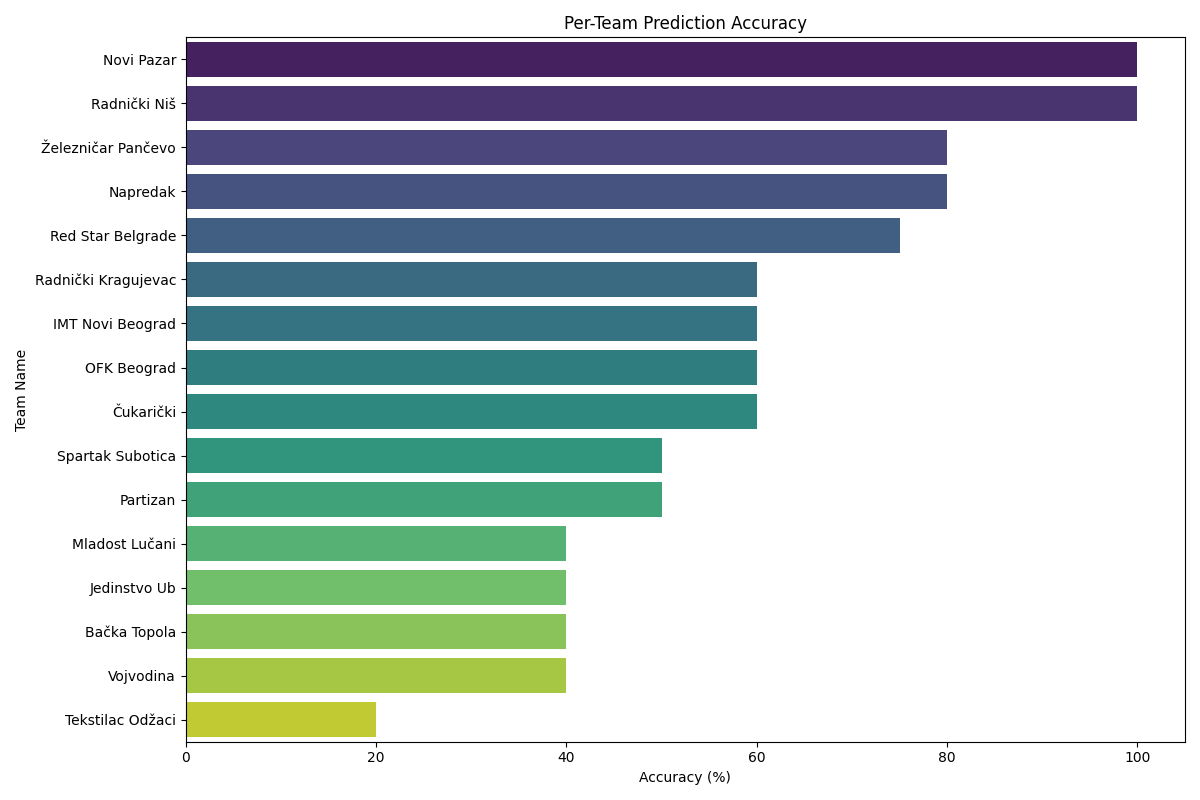 Per-Team Prediction Accuracy
Team Name
Novi Pazar
Radnički Niš
Železničar Pančevo
Napredak
Red Star Belgrade
Radnički Kragujevac
IMT Novi Beograd
OFK Beograd
Čukarički
Spartak Subotica
Partizan
Mladost Lučani
Jedinstvo Ub
Bačka Topola
Vojvodina
Tekstilac Odžaci
0 20 40 60 80 100
Accuracy (%)